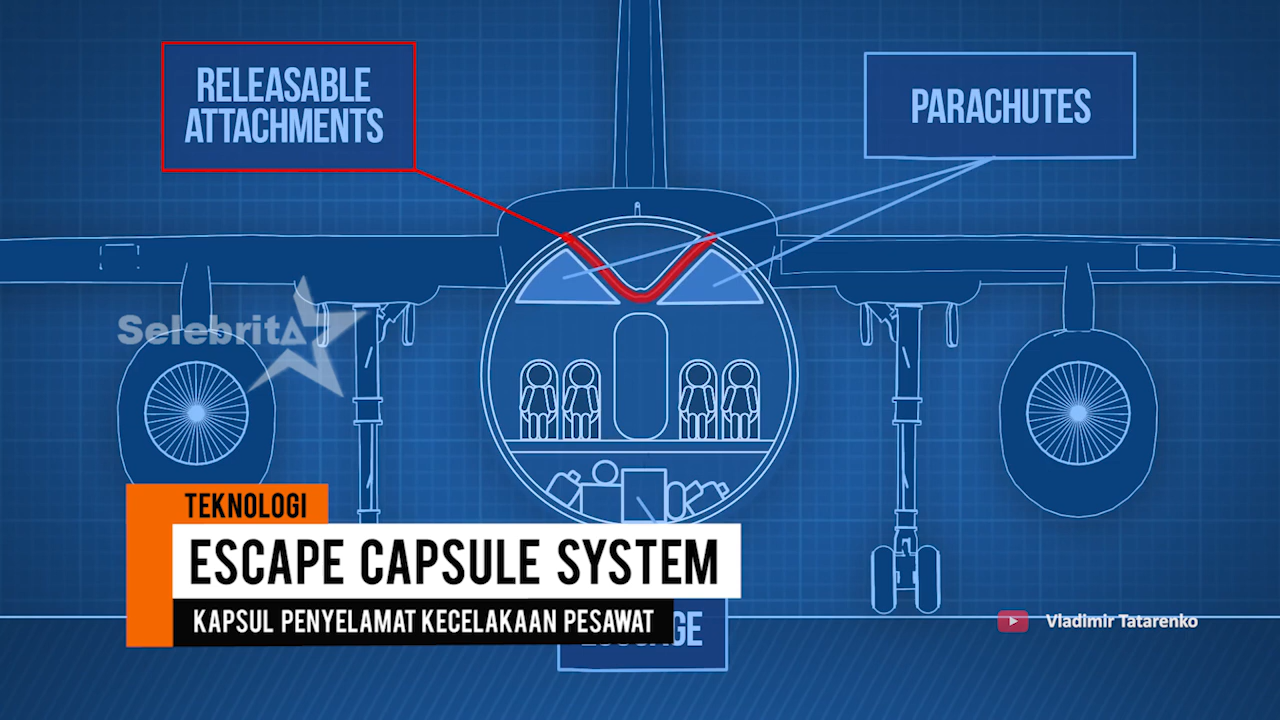 RELEASABLE
ATTACHMENTS
PARACHUTES
Selebrita
TEKNOLOGI
ESCAPE CAPSULE SYSTEM
KAPSUL PENYELAMAT KECELAKAAN PESAWAT
Vladimir Tatarenko